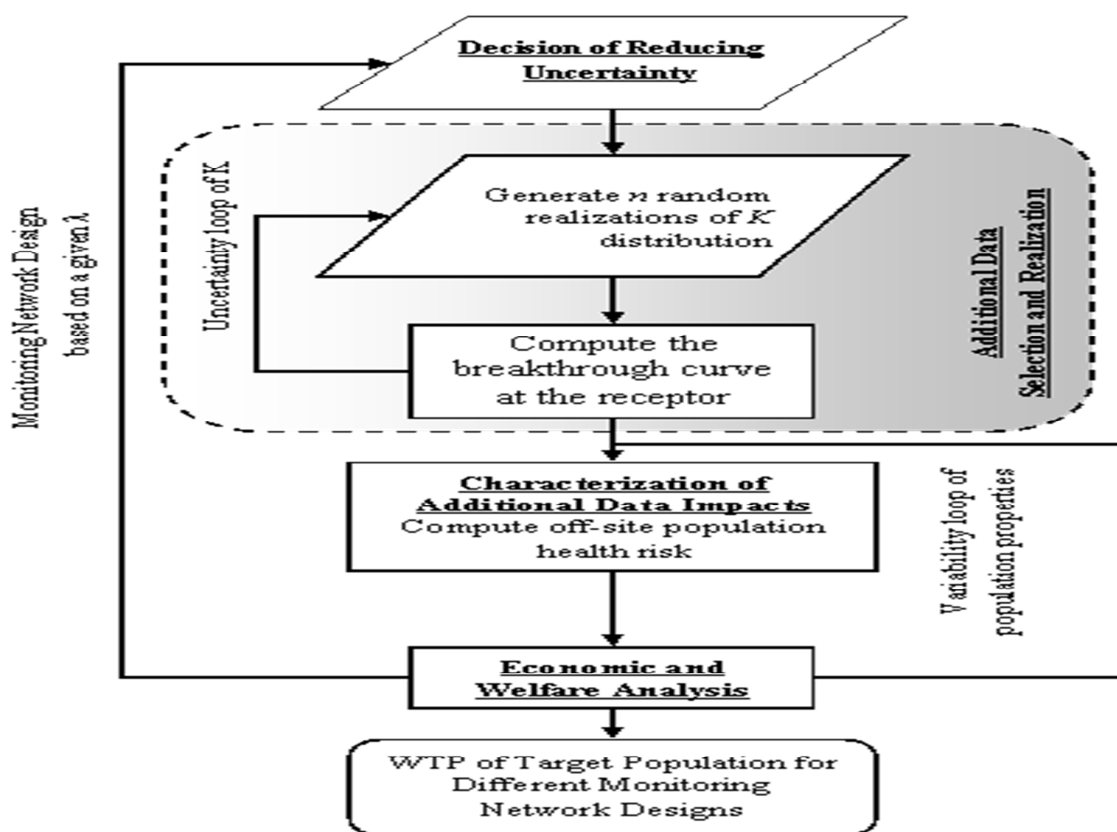 Decision of Reducing
Uncertainty
Generate n random
realizations of K
distribution
Uncertainty loop of K
Monitoring Network Design
based on a given λ
Additional Data
Selection and Realization
Compute the
breakthrough curve
at the receptor
Characterization of
Additional Data Impacts
Compute off-site population
health risk
Variability loop of
population properties
Economic and
Welfare Analysis
WTP of Target Population for
Different Monitoring
Network Designs